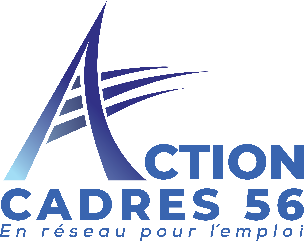 ACTION
CADRES 56
En réseau pour l'emploi